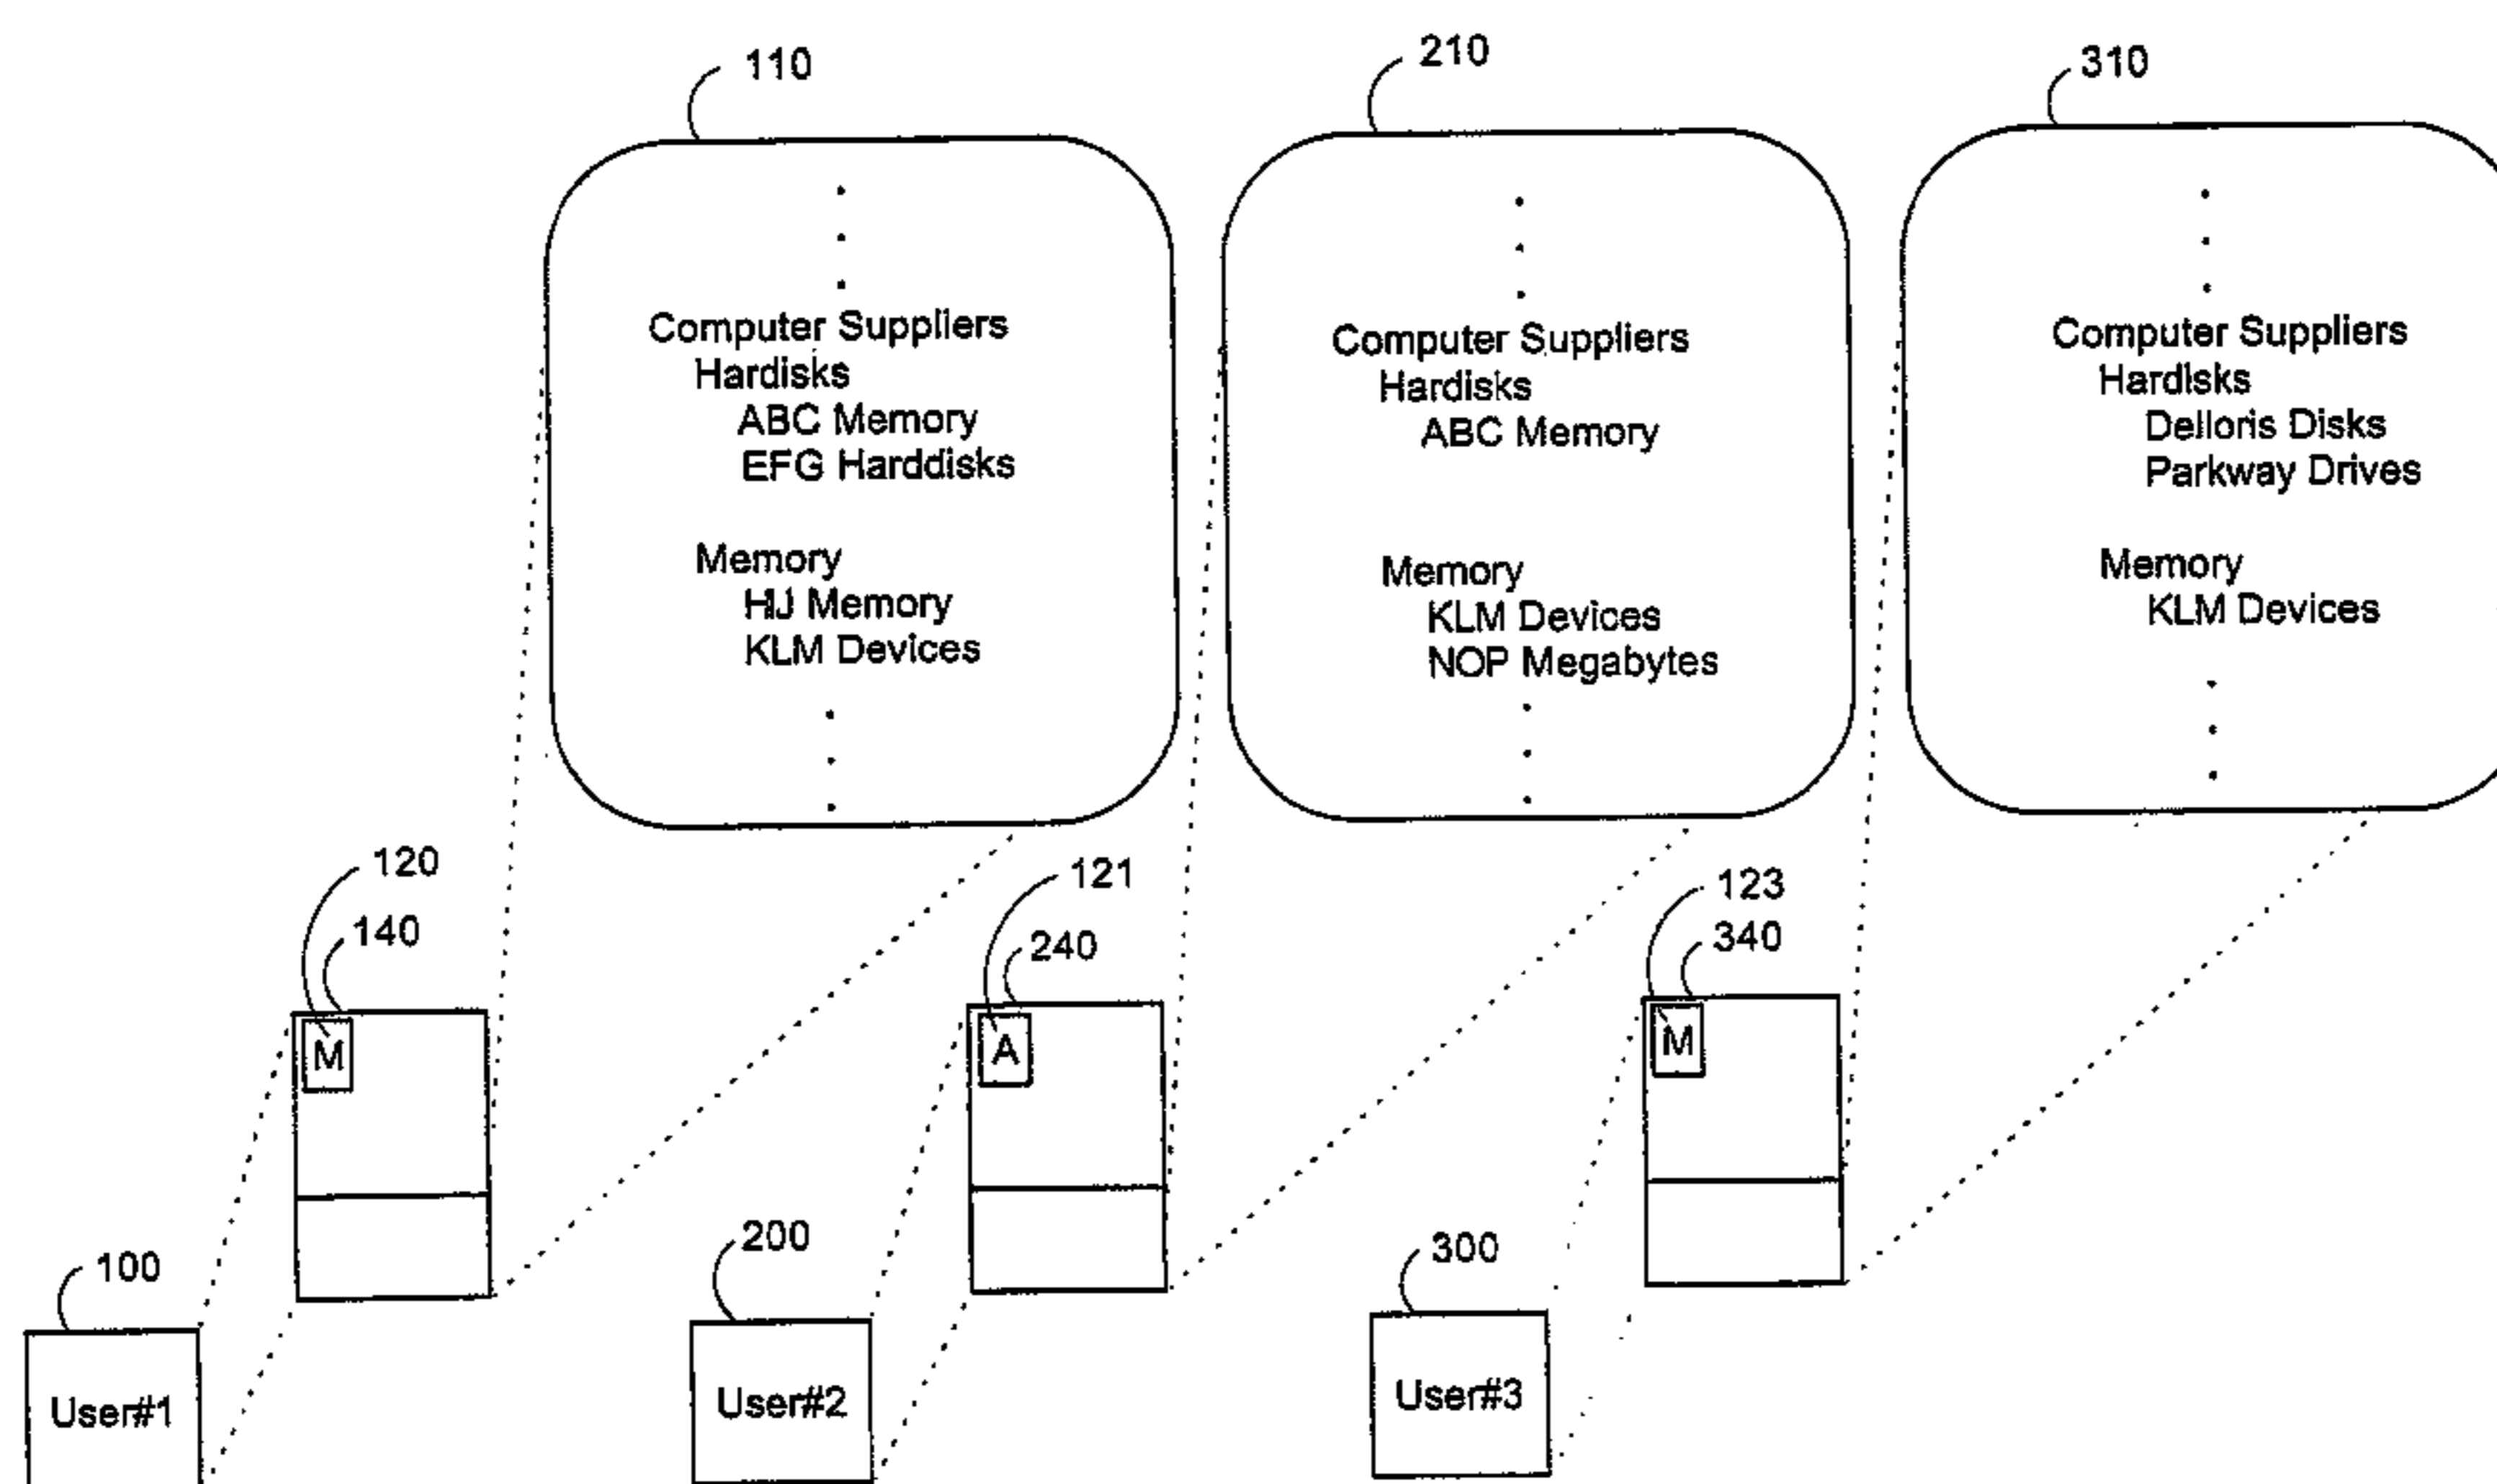 110
210
310
Computer Suppliers
Hardisks
ABC Memory
EFG Harddisks
Memory
HIJ Memory
KLM Devices
Computer Suppliers
Hardisks
ABC Memory
Memory
KLM Devices
NOP Megabytes
Computer Suppliers
Hardisks
Delloris Disks
Parkway Drives
Memory
KLM Devices
120
140
M
121
240
A
123
340
M
100
User#1
200
User#2
300
User#3